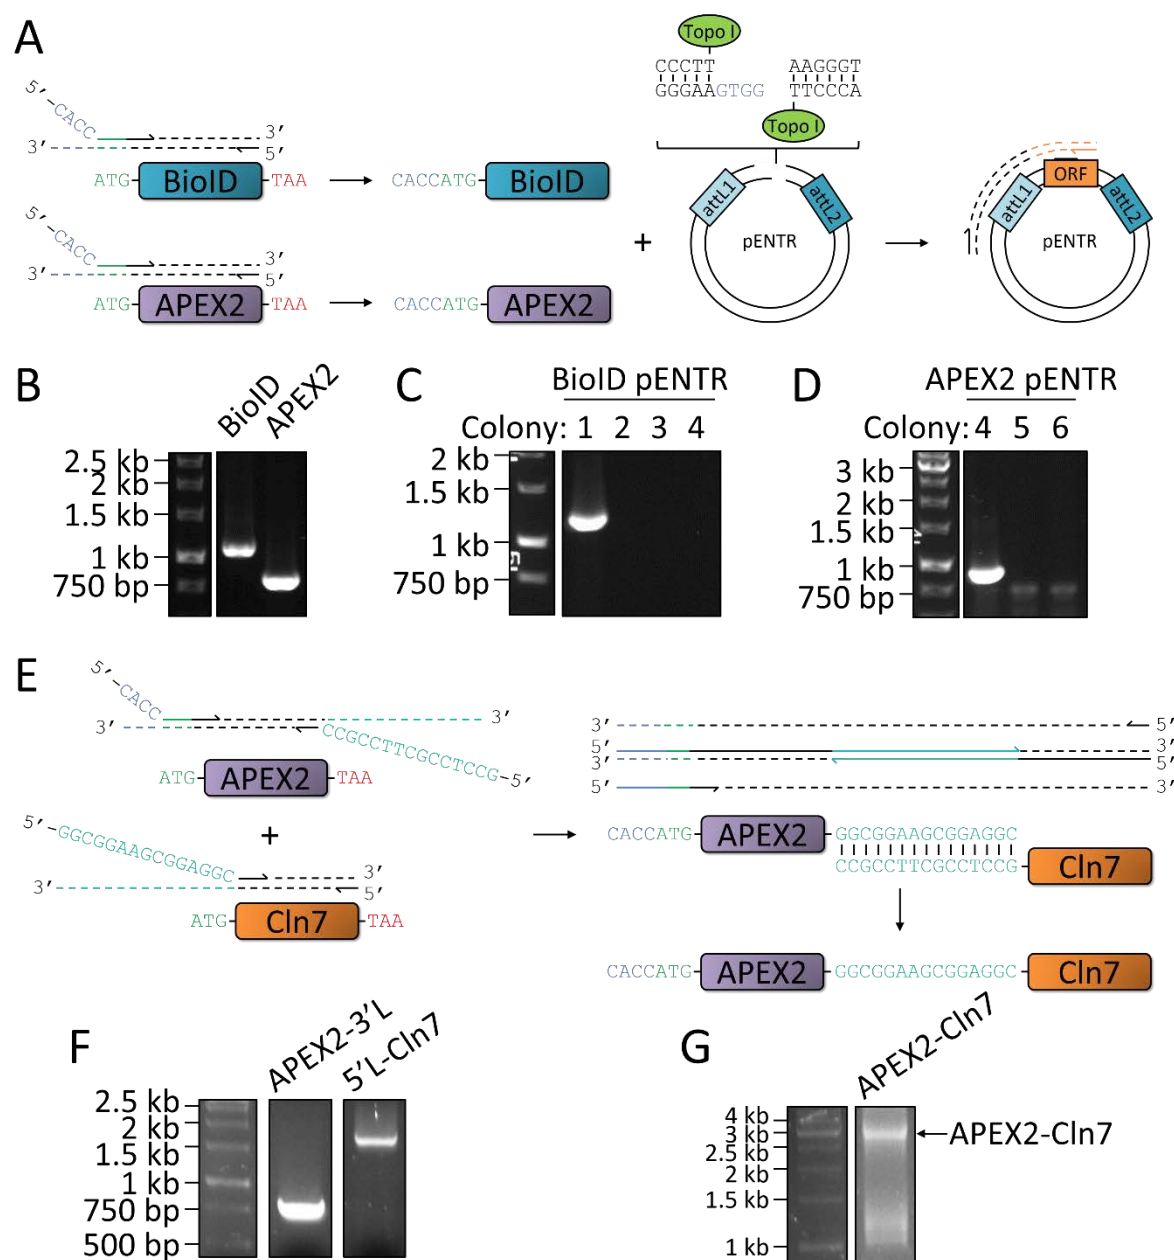 A
5′-CACC
3′
3′
5′
ATG-BioID-TAA
CACCATG-BioID
5′-CACC
3′
3′
5′
ATG-APEX2-TAA
CACCATG-APEX2
+
Topo I
CCCTT
GGGAAGTGG
AAGGGT
TTCCCA
Topo I
attL1
attL2
pENTR
ORF
attL1
attL2
pENTR
B
BioID
APEX2
2.5 kb
2 kb
1.5 kb
1 kb
750 bp
C
BioID pENTR
Colony: 1 2 3 4
2 kb
1.5 kb
1 kb
750 bp
D
APEX2 pENTR
Colony: 4 5 6
3 kb
2 kb
1.5 kb
1 kb
750 bp
E
5′-CACC
3′
3′
CCGCCTTCGCCTCCG-5′
ATG-APEX2-TAA
+
5′-GGCGGAAGCGGAGGC
3′
3′
5′
ATG-Cln7-TAA
3′
5′
5′
3′
3′
5′
5′
3′
CACCATG-APEX2-GGCGGAAGCGGAGGC
CCGCCTTCGCCTCCG-Cln7
CACCATG-APEX2-GGCGGAAGCGGAGGC-Cln7
F
APEX2-3′L
5′L-Cln7
2.5 kb
2 kb
1.5 kb
1 kb
750 bp
500 bp
G
APEX2-Cln7
4 kb
3 kb
2.5 kb
2 kb
1.5 kb
1 kb
APEX2-Cln7